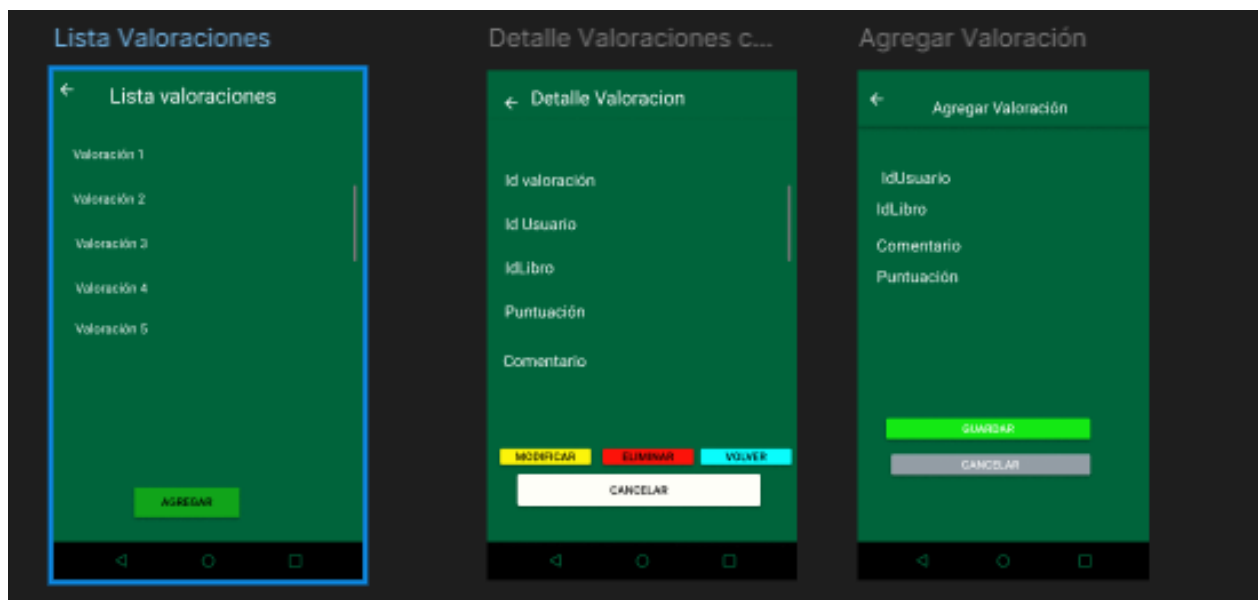 Lista Valoraciones
Lista valoraciones
Valoración 1
Valoración 2
Valoración 3
Valoración 4
Valoración 5
AGREGAR
Detalle Valoraciones c...
Detalle Valoracion
Id valoración
Id Usuario
IdLibro
Puntuación
Comentario
MODIFICAR ELIMINAR VOLVER
CANCELAR
Agregar Valoración
Agregar Valoración
IdUsuario
IdLibro
Comentario
Puntuación
GUARDAR
CANCELAR